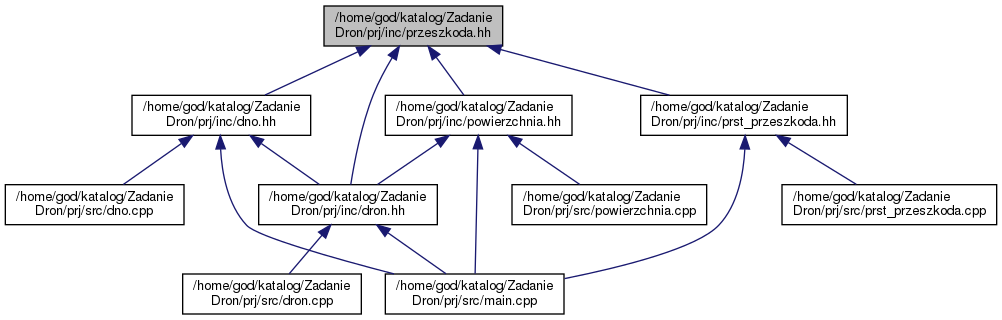 /home/god/katalog/Zadanie
Dron/prj/inc/przeszkoda.hh
/home/god/katalog/Zadanie
Dron/prj/inc/dno.hh
/home/god/katalog/Zadanie
Dron/prj/inc/powierzchnia.hh
/home/god/katalog/Zadanie
Dron/prj/inc/prst_przeszkoda.hh
/home/god/katalog/Zadanie
Dron/prj/src/dno.cpp
/home/god/katalog/Zadanie
Dron/prj/inc/dron.hh
/home/god/katalog/Zadanie
Dron/prj/src/powierzchnia.cpp
/home/god/katalog/Zadanie
Dron/prj/src/prst_przeszkoda.cpp
/home/god/katalog/Zadanie
Dron/prj/src/dron.cpp
/home/god/katalog/Zadanie
Dron/prj/src/main.cpp